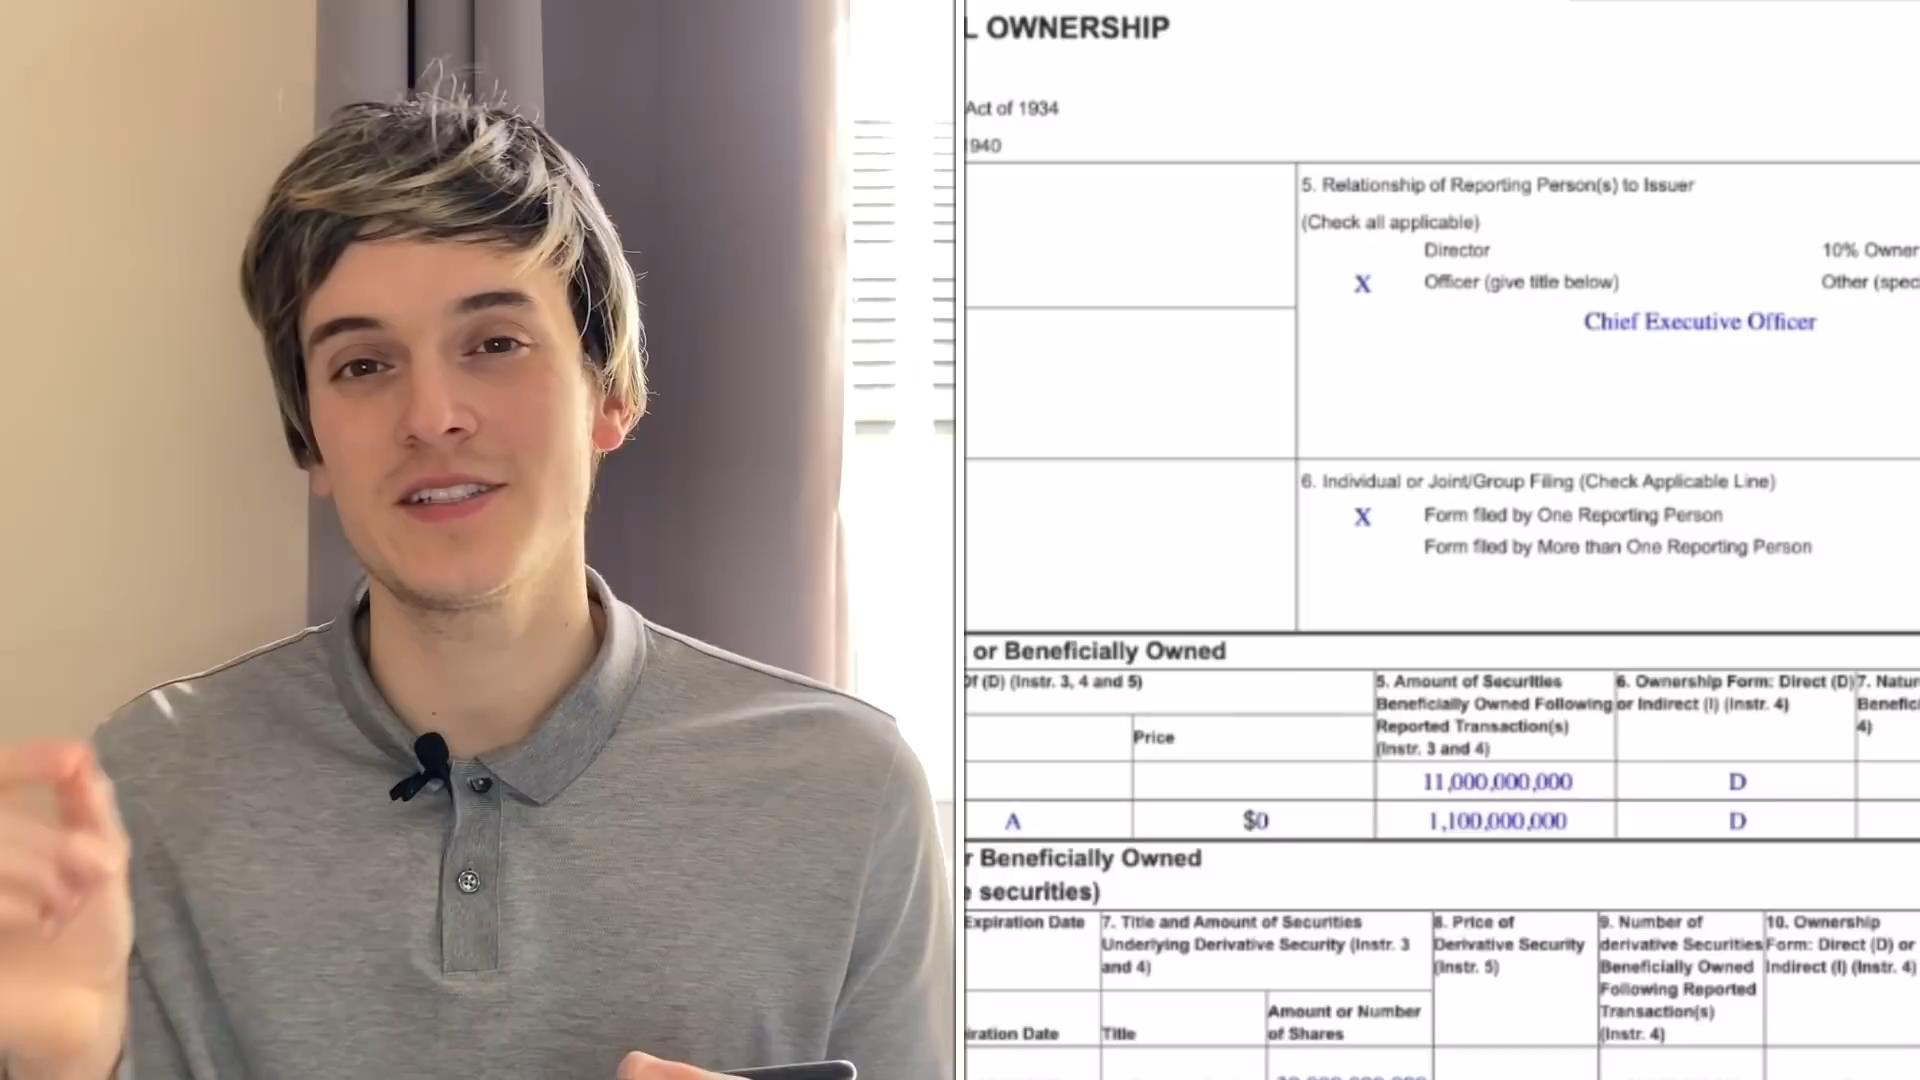 L OWNERSHIP
Act of 1934
1940
5. Relationship of Reporting Person(s) to Issuer
(Check all applicable)
Director
10% Owner
X
Officer (give title below)
Other (spec
Chief Executive Officer
6. Individual or Joint/Group Filing (Check Applicable Line)
X
Form filed by One Reporting Person
Form filed by More than One Reporting Person
or Beneficially Owned
Of (D) (Instr. 3, 4 and 5)
5. Amount of Securities
Beneficially Owned Following
Reported Transaction(s)
(Instr. 3 and 4)
6. Ownership Form: Direct (D)
or Indirect (I) (Instr. 4)
7. Natur
Benefici
4)
Price
11,000,000,000
D
A
$0
1,100,000,000
D
r Beneficially Owned
e securities)
Expiration Date
7. Title and Amount of Securities
Underlying Derivative Security (Instr. 3
and 4)
8. Price of
Derivative Security
(Instr. 5)
9. Number of
derivative Securities
Beneficially Owned
Following Reported
Transaction(s)
(Instr. 4)
10. Ownership
Form: Direct (D) or
Indirect (I) (Instr. 4)
iration Date
Title
Amount or Number
of Shares